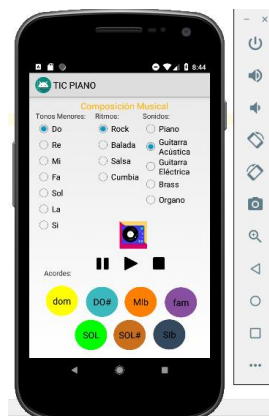 8:44
TIC PIANO
Composición Musical
Tonos Menores: Ritmos: Sonidos:
Do Rock Piano
Re Balada Guitarra Acústica
Mi Salsa Guitarra Eléctrica
Fa Cumbia Brass
Sol Organo
La
Si
Acordes:
dom DO# MIb fam
SOL SOL# SIb